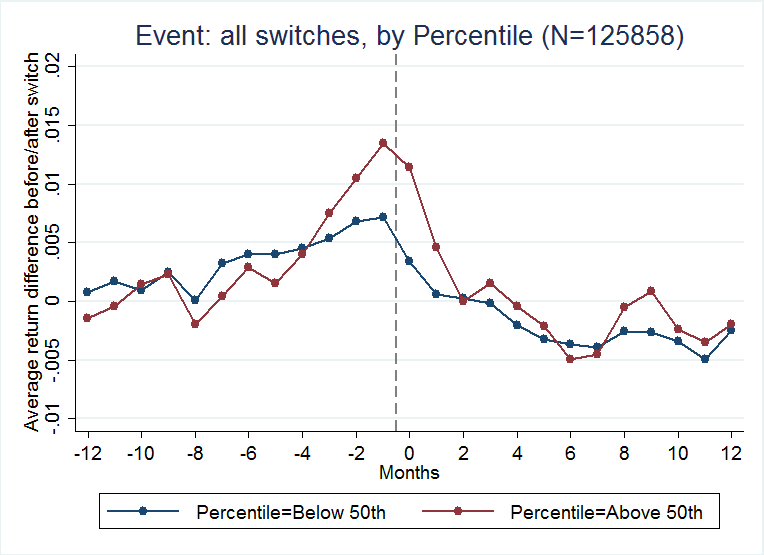 Event: all switches, by Percentile (N=125858)
Average return difference before/after switch
.02
.015
.01
.005
0
-.005
-.01
-12 -10 -8 -6 -4 -2 0 2 4 6 8 10 12
Months
Percentile=Below 50th Percentile=Above 50th